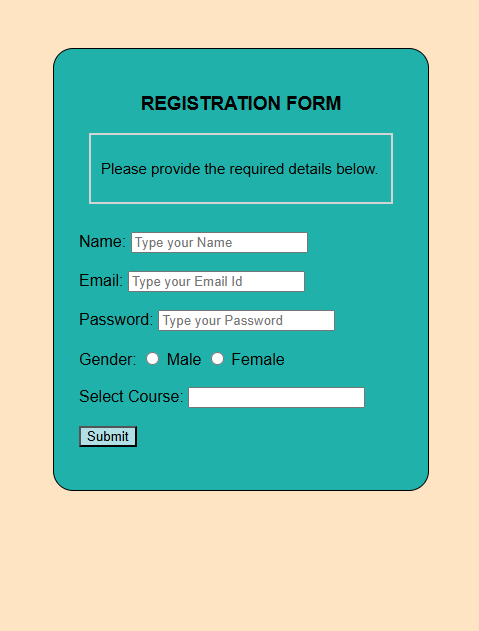 REGISTRATION FORM
Please provide the required details below.
Name: Type your Name
Email: Type your Email Id
Password: Type your Password
Gender: Male Female
Select Course:
Submit